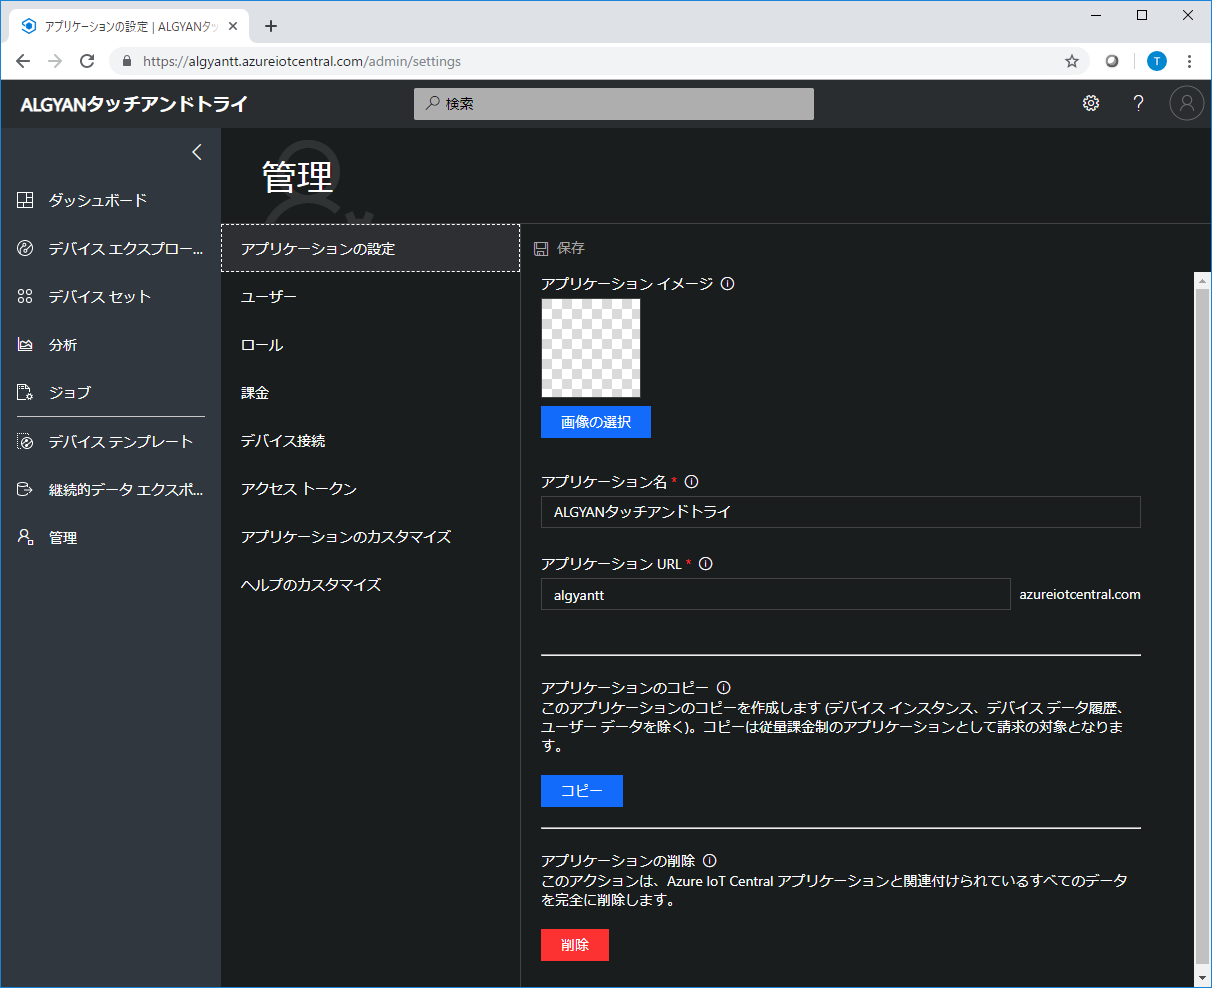 アプリケーションの設定 | ALGYANタッ
https://algyantt.azureiotcentral.com/admin/settings
T
ALGYANタッチアンドトライ
検索
?
管理
ダッシュボード
デバイス エクスプロー...
デバイス セット
分析
ジョブ
デバイス テンプレート
継続的データ エクスポ...
管理
アプリケーションの設定
ユーザー
ロール
課金
デバイス接続
アクセス トークン
アプリケーションのカスタマイズ
ヘルプのカスタマイズ
保存
アプリケーション イメージ
画像の選択
アプリケーション名 *
ALGYANタッチアンドトライ
アプリケーション URL *
algyantt
azureiotcentral.com
アプリケーションのコピー
このアプリケーションのコピーを作成します (デバイス インスタンス、デバイス データ履歴、
ユーザー データを除く)。コピーは従量課金制のアプリケーションとして請求の対象となりま
す。
コピー
アプリケーションの削除
このアクションは、Azure IoT Central アプリケーションと関連付けられているすべてのデータ
を完全に削除します。
削除